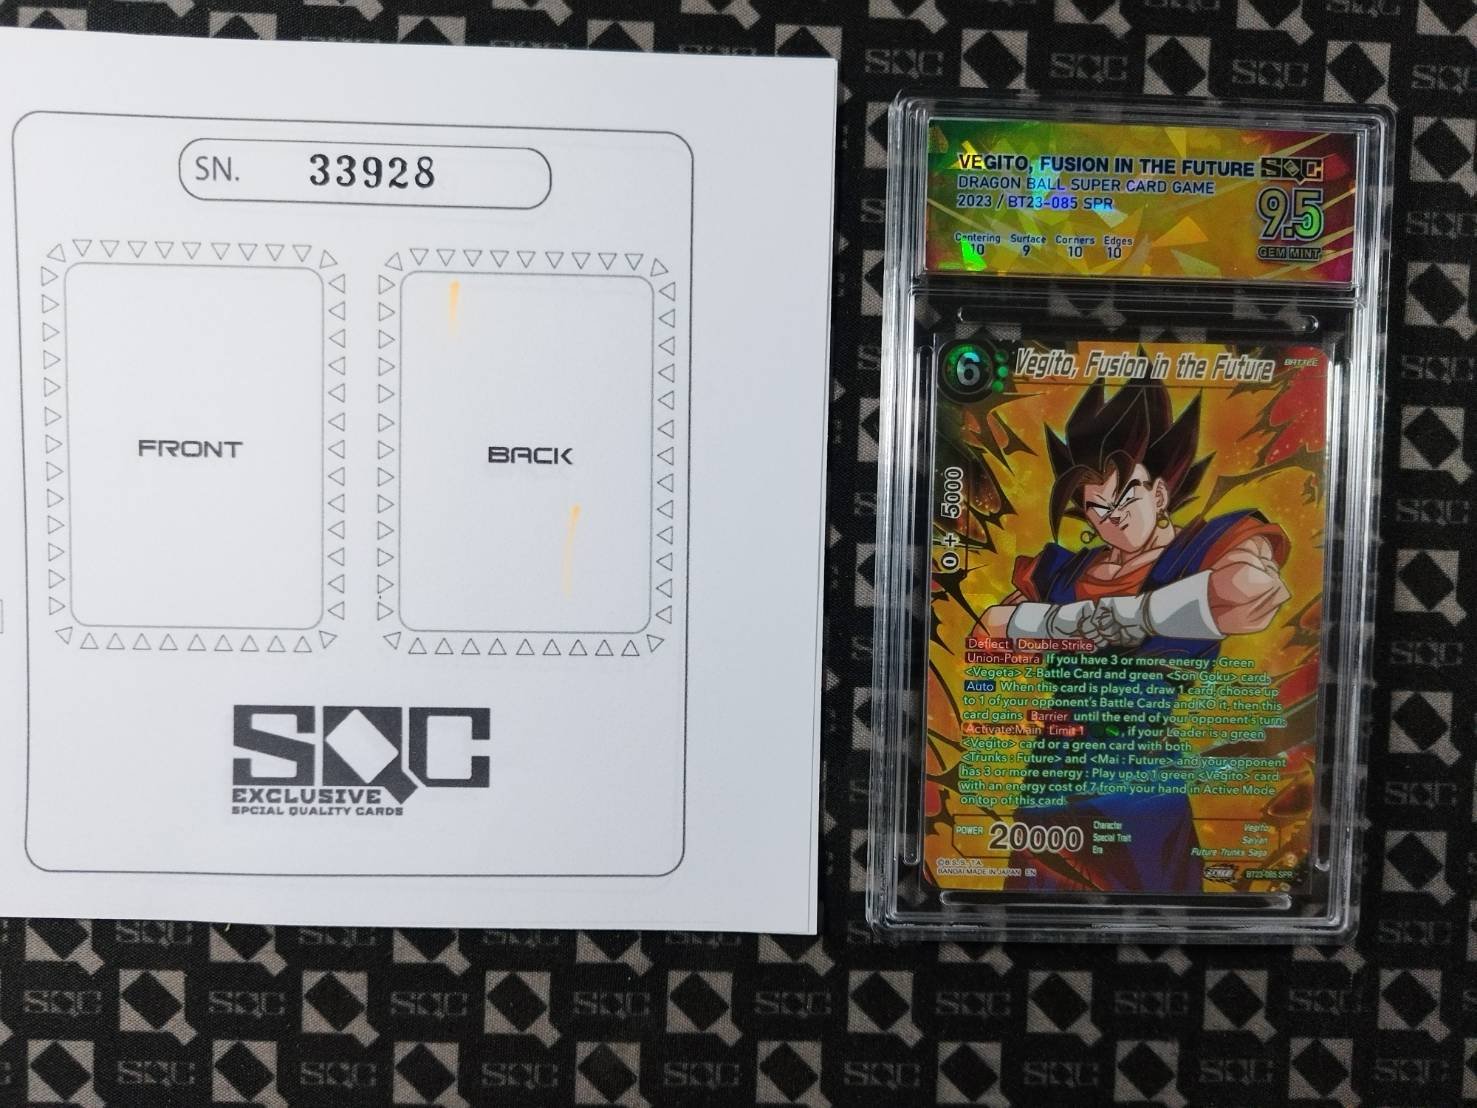 SN. 33928
FRONT
BACK
SQC
EXCLUSIVE
SPCIAL QUALITY CARDS
VEGITO, FUSION IN THE FUTURE SQC
DRAGON BALL SUPER CARD GAME
2023 / BT23-085 SPR
9.5
GEM MINT
Centering Surface Corners Edges
10 9 10 10
6
Vegito, Fusion in the Future
BATTLE
0 + 5000
Deflect Double Strike
Union-Potara If you have 3 or more energy : Green
<Vegeta> Z-Battle Card and green <Son Goku> card.
Auto When this card is played, draw 1 card, choose up
to 1 of your opponent's Battle Cards and KO it, then this
card gains Barrier until the end of your opponent's turn.
Activate:Main Limit 1 , if your Leader is a green
<Vegito> card or a green card with both
<Trunks : Future> and <Mai : Future> and your opponent
has 3 or more energy : Play up to 1 green <Vegito> card
with an energy cost of 7 from your hand in Active Mode
on top of this card.
POWER 20000
Character Vegito
Special Trait Saiyan
Era Future Trunks Saga
©B.S.,S.,T.A.
BANDAI MADE IN JAPAN EN
BT23-085 SPR